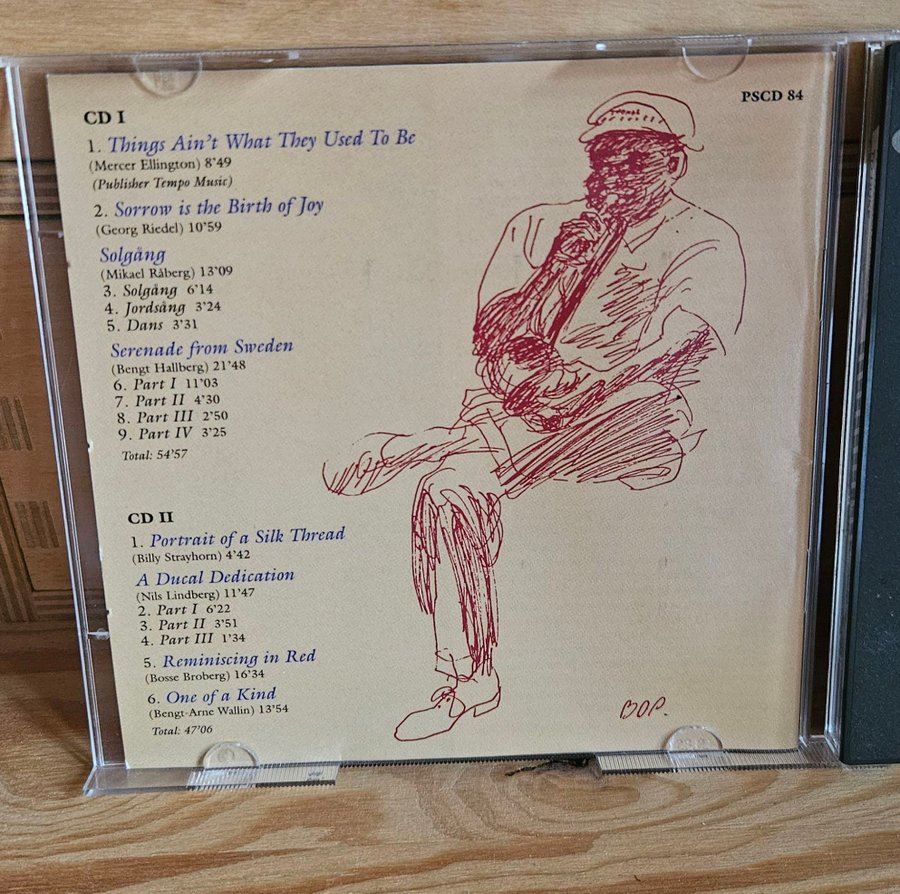 CD I
1. Things Ain't What They Used To Be
(Mercer Ellington) 8'49
(Publisher Tempo Music)
2. Sorrow is the Birth of Joy
(Georg Riedel) 10'59
Solgång
(Mikael Råberg) 13'09
3. Solgång 6'14
4. Jordsång 3'24
5. Dans 3'31
Serenade from Sweden
(Bengt Hallberg) 21'48
6. Part I 11'03
7. Part II 4'30
8. Part III 2'50
9. Part IV 3'25
Total: 54'57
CD II
1. Portrait of a Silk Thread
(Billy Strayhorn) 4'42
A Ducal Dedication
(Nils Lindberg) 11'47
2. Part I 6'22
3. Part II 3'51
4. Part III 1'34
5. Reminiscing in Red
(Bosse Broberg) 16'34
6. One of a Kind
(Bengt-Arne Wallin) 13'54
Total: 47'06
PSCD 84
BOP.